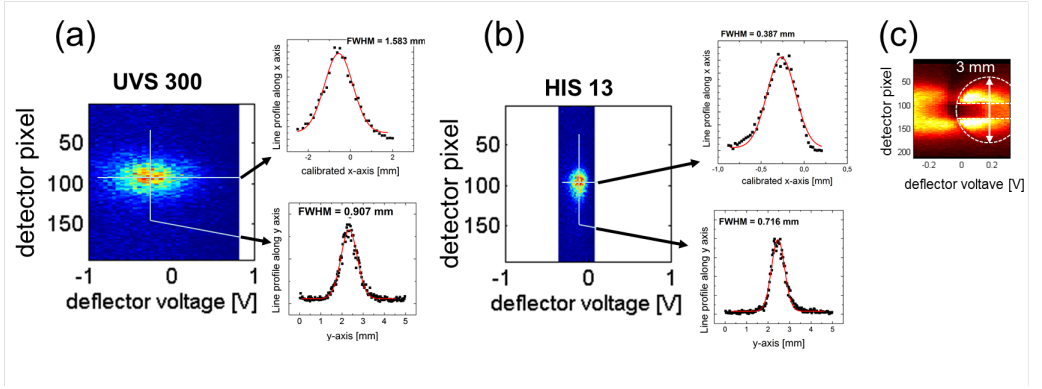 (a)
UVS 300
detector pixel
50
100
150
-1
0
1
deflector voltage [V]
FWHM = 1.583 mm
Line profile along x axis
-2
0
2
calibrated x-axis [mm]
FWHM = 0.907 mm
Line profile along y axis
0
1
2
3
4
5
y-axis [mm]
(b)
HIS 13
detector pixel
50
100
150
-1
0
1
deflector voltage [V]
FWHM = 0.387 mm
Line profile along x axis
-1,0
-0,5
0,0
0,5
calibrated x-axis [mm]
FWHM = 0.716 mm
Line profile along y axis
0
1
2
3
4
5
y-axis [mm]
(c)
3 mm
detector pixel
50
100
150
200
-0.2
0
0.2
deflector voltave [V]